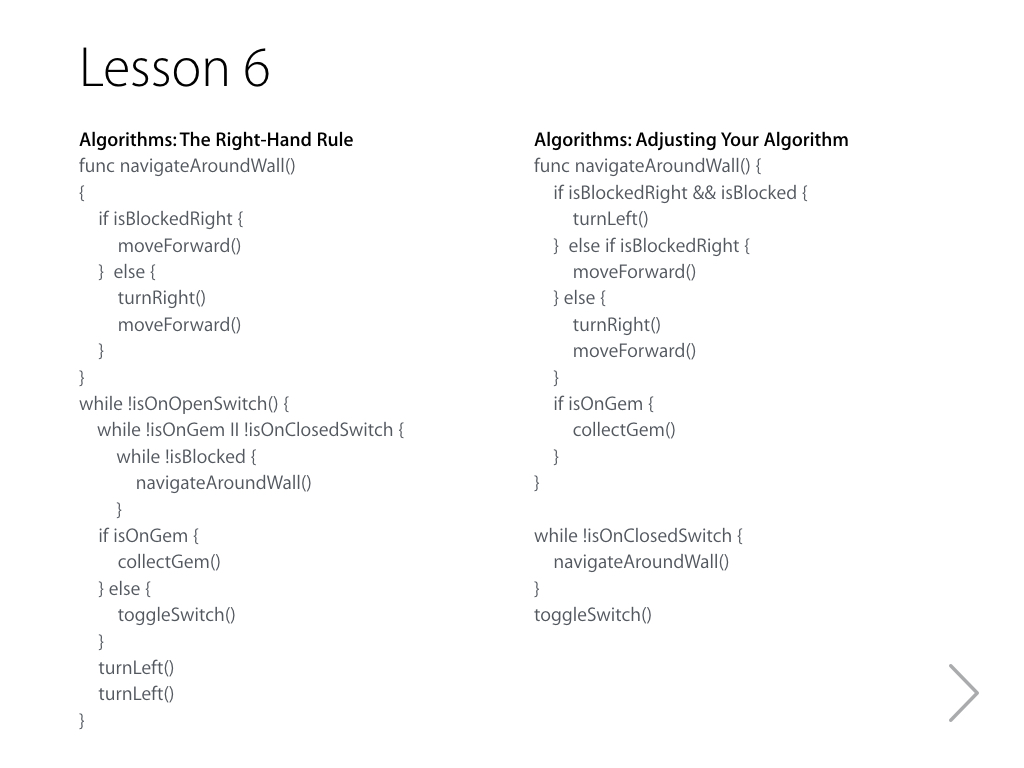 Lesson 6
Algorithms: The Right-Hand Rule
func navigateAroundWall()
{
if isBlockedRight {
moveForward()
} else {
turnRight()
moveForward()
}
}
while !isOnOpenSwitch() {
while !isOnGem II !isOnClosedSwitch {
while !isBlocked {
navigateAroundWall()
}
if isOnGem {
collectGem()
} else {
toggleSwitch()
}
turnLeft()
turnLeft()
}
Algorithms: Adjusting Your Algorithm
func navigateAroundWall() {
if isBlockedRight && isBlocked {
turnLeft()
} else if isBlockedRight {
moveForward()
} else {
turnRight()
moveForward()
}
if isOnGem {
collectGem()
}
}
while !isOnClosedSwitch {
navigateAroundWall()
}
toggleSwitch()